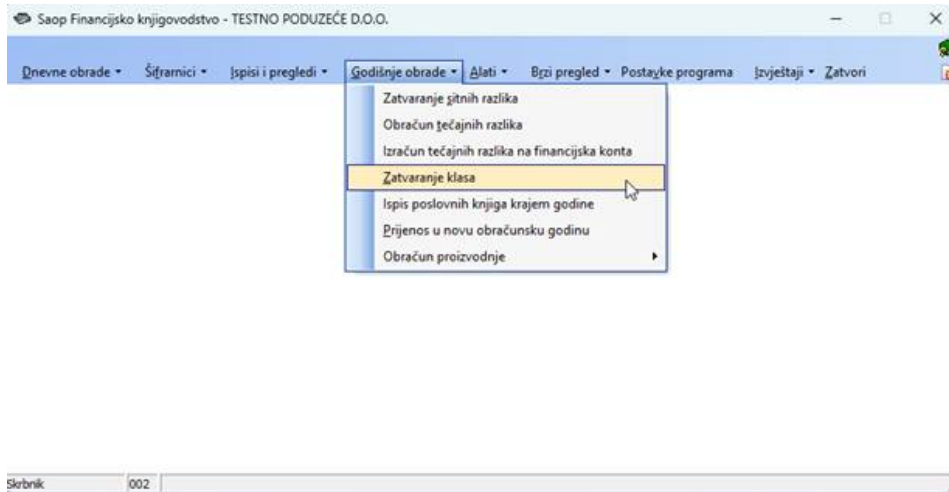 Saop Financijsko knjigovodstvo - TESTNO PODUZEĆE D.O.O.
Dnevne obrade Šifrarnici Ispisi i pregledi Godišnje obrade Alati Brzi pregled Postavke programa Izvještaji Zatvori
Zatvaranje sitnih razlika
Obračun tečajnih razlika
Izračun tečajnih razlika na financijska konta
Zatvaranje klasa
Ispis poslovnih knjiga krajem godine
Prijenos u novu obračunsku godinu
Obračun proizvodnje
Skrbnik 002